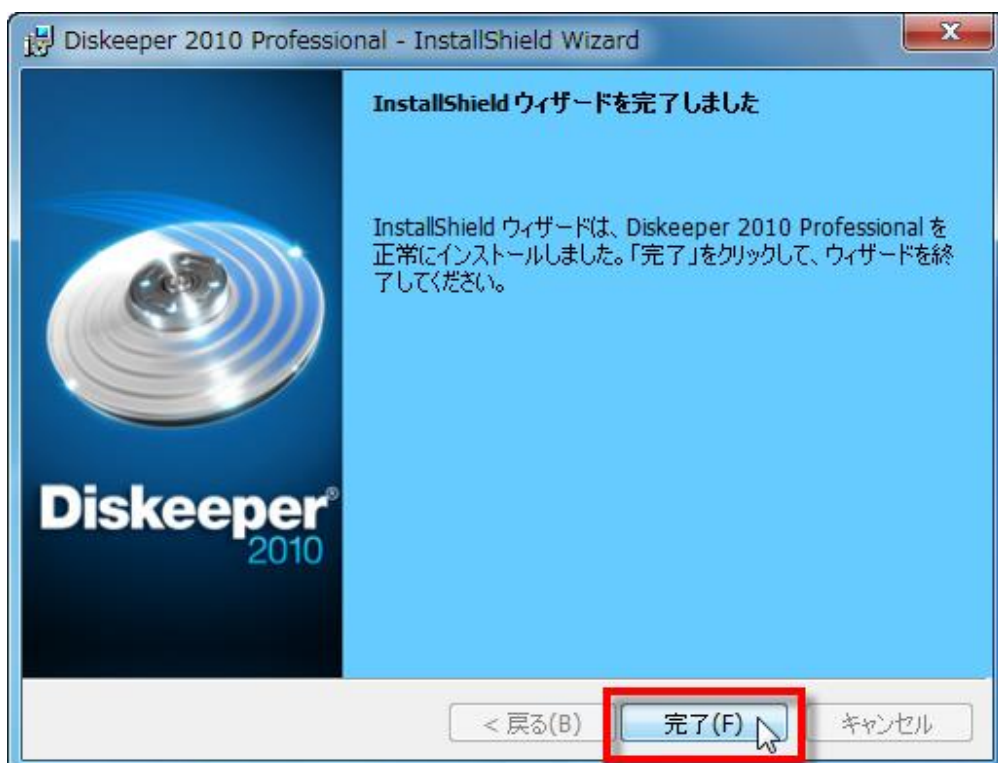 Diskeeper 2010 Professional - InstallShield Wizard
InstallShield ウィザードを完了しました
InstallShield ウィザードは、Diskeeper 2010 Professional を
正常にインストールしました。「完了」をクリックして、ウィザードを終
了してください。
Diskeeper®
2010
< 戻る(B)
完了(F)
キャンセル